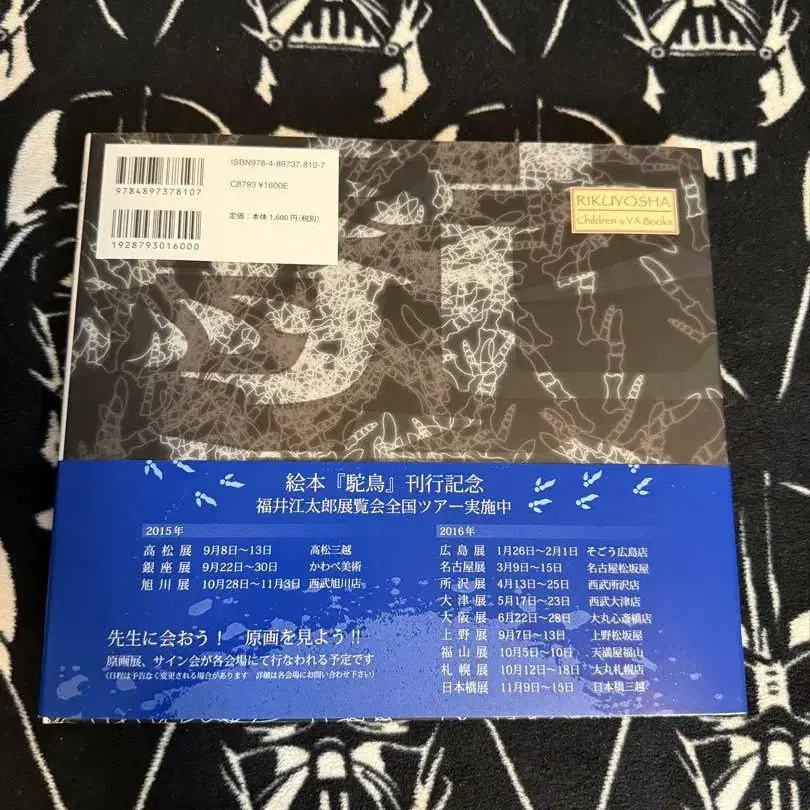 ISBN978-4-89737-810-7
9784897378107
C8793 ¥1600E
定価：本体1,600円(税別)
1928793016000
RIKUYOSHA
Children & YA Books
絵本『駝鳥』刊行記念
福井江太郎展覧会全国ツアー実施中
2015年
高松展 9月8日〜13日 高松三越
銀座展 9月22日〜30日 かわべ美術
旭川展 10月28日〜11月3日 西武旭川店
先生に会おう！ 原画を見よう!!
原画展、サイン会が各会場にて行なわれる予定です
(日程は予告なく変更される場合があります 詳細は各会場にお問い合わせ下さい)
2016年
広島展 1月26日〜2月1日 そごう広島店
名古屋展 3月9日〜15日 名古屋松坂屋
所沢展 4月13日〜25日 西武所沢店
大津展 5月17日〜23日 西武大津店
大阪展 6月22日〜28日 大丸心斎橋店
上野展 9月7日〜13日 上野松坂屋
福山展 10月5日〜10日 天満屋福山
札幌展 10月12日〜18日 大丸札幌店
日本橋展 11月9日〜15日 日本橋三越